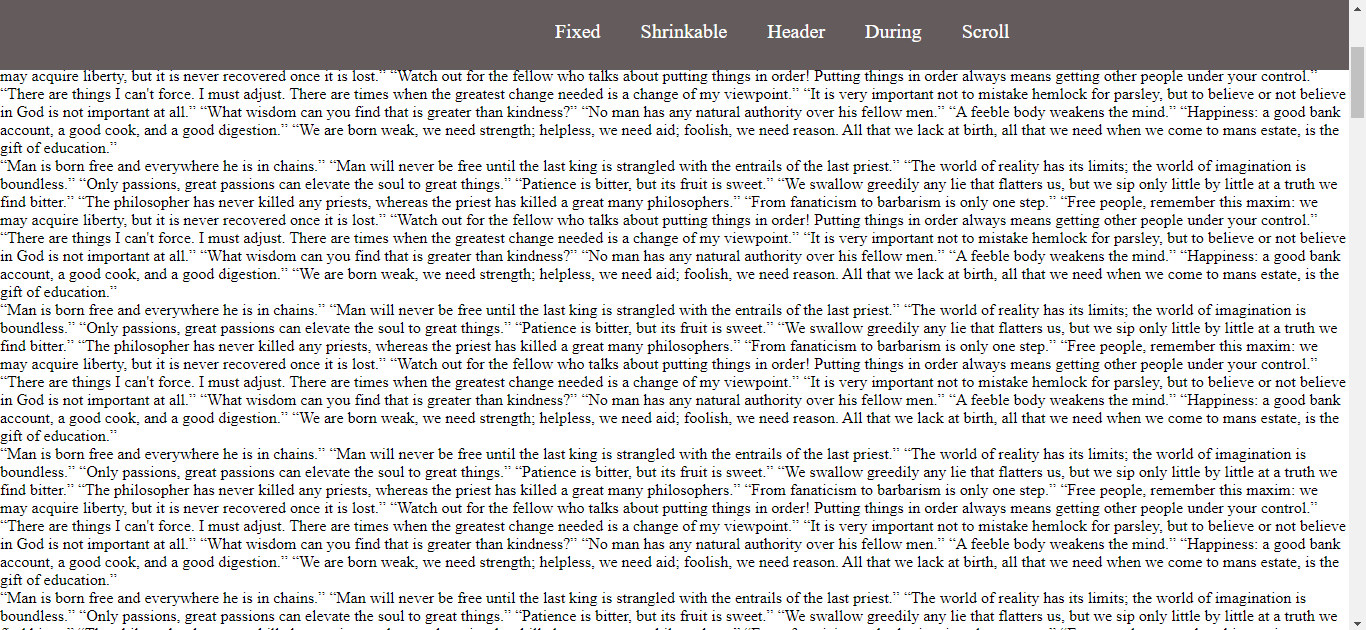 Fixed Shrinkable Header During Scroll
may acquire liberty, but it is never recovered once it is lost.” “Watch out for the fellow who talks about putting things in order! Putting things in order always means getting other people under your control.”
“There are things I can't force. I must adjust. There are times when the greatest change needed is a change of my viewpoint.” “It is very important not to mistake hemlock for parsley, but to believe or not believe
in God is not important at all.” “What wisdom can you find that is greater than kindness?” “No man has any natural authority over his fellow men.” “A feeble body weakens the mind.” “Happiness: a good bank
account, a good cook, and a good digestion.” “We are born weak, we need strength; helpless, we need aid; foolish, we need reason. All that we lack at birth, all that we need when we come to mans estate, is the
gift of education.”
“Man is born free and everywhere he is in chains.” “Man will never be free until the last king is strangled with the entrails of the last priest.” “The world of reality has its limits; the world of imagination is
boundless.” “Only passions, great passions can elevate the soul to great things.” “Patience is bitter, but its fruit is sweet.” “We swallow greedily any lie that flatters us, but we sip only little by little at a truth we
find bitter.” “The philosopher has never killed any priests, whereas the priest has killed a great many philosophers.” “From fanaticism to barbarism is only one step.” “Free people, remember this maxim: we
may acquire liberty, but it is never recovered once it is lost.” “Watch out for the fellow who talks about putting things in order! Putting things in order always means getting other people under your control.”
“There are things I can't force. I must adjust. There are times when the greatest change needed is a change of my viewpoint.” “It is very important not to mistake hemlock for parsley, but to believe or not believe
in God is not important at all.” “What wisdom can you find that is greater than kindness?” “No man has any natural authority over his fellow men.” “A feeble body weakens the mind.” “Happiness: a good bank
account, a good cook, and a good digestion.” “We are born weak, we need strength; helpless, we need aid; foolish, we need reason. All that we lack at birth, all that we need when we come to mans estate, is the
gift of education.”
“Man is born free and everywhere he is in chains.” “Man will never be free until the last king is strangled with the entrails of the last priest.” “The world of reality has its limits; the world of imagination is
boundless.” “Only passions, great passions can elevate the soul to great things.” “Patience is bitter, but its fruit is sweet.” “We swallow greedily any lie that flatters us, but we sip only little by little at a truth we
find bitter.” “The philosopher has never killed any priests, whereas the priest has killed a great many philosophers.” “From fanaticism to barbarism is only one step.” “Free people, remember this maxim: we
may acquire liberty, but it is never recovered once it is lost.” “Watch out for the fellow who talks about putting things in order! Putting things in order always means getting other people under your control.”
“There are things I can't force. I must adjust. There are times when the greatest change needed is a change of my viewpoint.” “It is very important not to mistake hemlock for parsley, but to believe or not believe
in God is not important at all.” “What wisdom can you find that is greater than kindness?” “No man has any natural authority over his fellow men.” “A feeble body weakens the mind.” “Happiness: a good bank
account, a good cook, and a good digestion.” “We are born weak, we need strength; helpless, we need aid; foolish, we need reason. All that we lack at birth, all that we need when we come to mans estate, is the
gift of education.”
“Man is born free and everywhere he is in chains.” “Man will never be free until the last king is strangled with the entrails of the last priest.” “The world of reality has its limits; the world of imagination is
boundless.” “Only passions, great passions can elevate the soul to great things.” “Patience is bitter, but its fruit is sweet.” “We swallow greedily any lie that flatters us, but we sip only little by little at a truth we
find bitter.” “The philosopher has never killed any priests, whereas the priest has killed a great many philosophers.” “From fanaticism to barbarism is only one step.” “Free people, remember this maxim: we
may acquire liberty, but it is never recovered once it is lost.” “Watch out for the fellow who talks about putting things in order! Putting things in order always means getting other people under your control.”
“There are things I can't force. I must adjust. There are times when the greatest change needed is a change of my viewpoint.” “It is very important not to mistake hemlock for parsley, but to believe or not believe
in God is not important at all.” “What wisdom can you find that is greater than kindness?” “No man has any natural authority over his fellow men.” “A feeble body weakens the mind.” “Happiness: a good bank
account, a good cook, and a good digestion.” “We are born weak, we need strength; helpless, we need aid; foolish, we need reason. All that we lack at birth, all that we need when we come to mans estate, is the
gift of education.”
“Man is born free and everywhere he is in chains.” “Man will never be free until the last king is strangled with the entrails of the last priest.” “The world of reality has its limits; the world of imagination is
boundless.” “Only passions, great passions can elevate the soul to great things.” “Patience is bitter, but its fruit is sweet.” “We swallow greedily any lie that flatters us, but we sip only little by little at a truth we